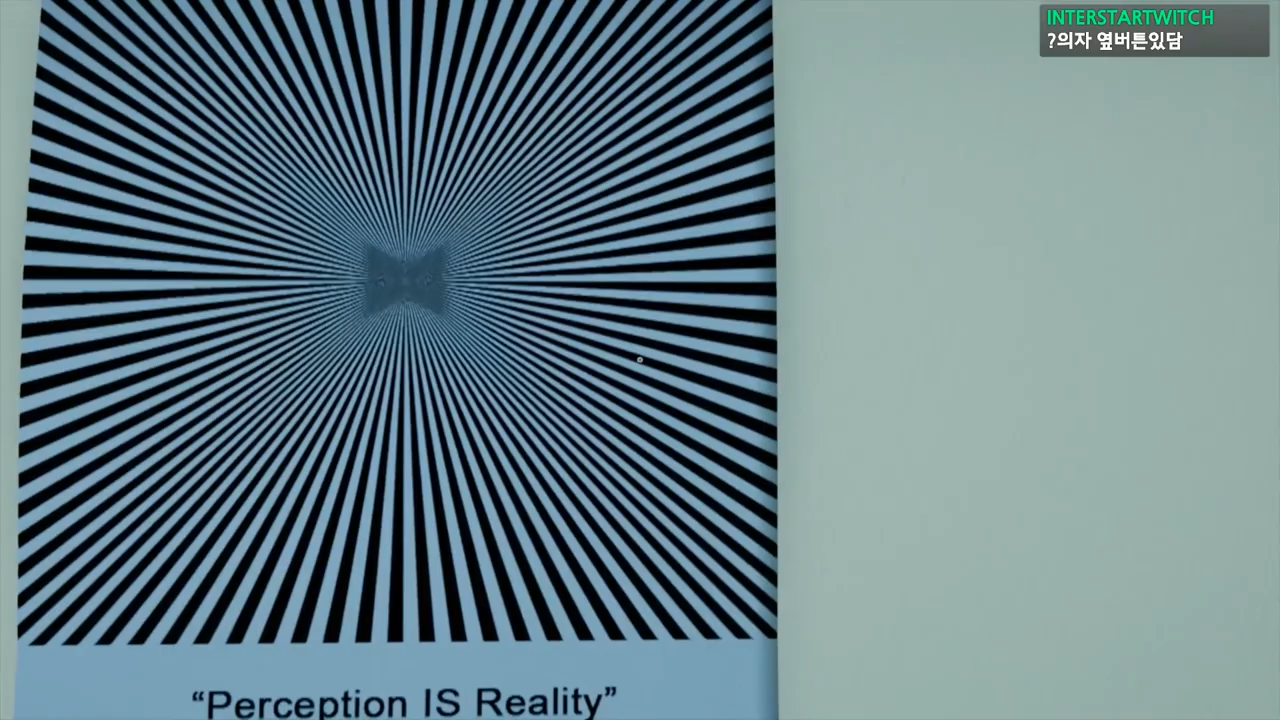 INTERSTARTWITCH
?의자 옆버튼있담
“Perception IS Reality”